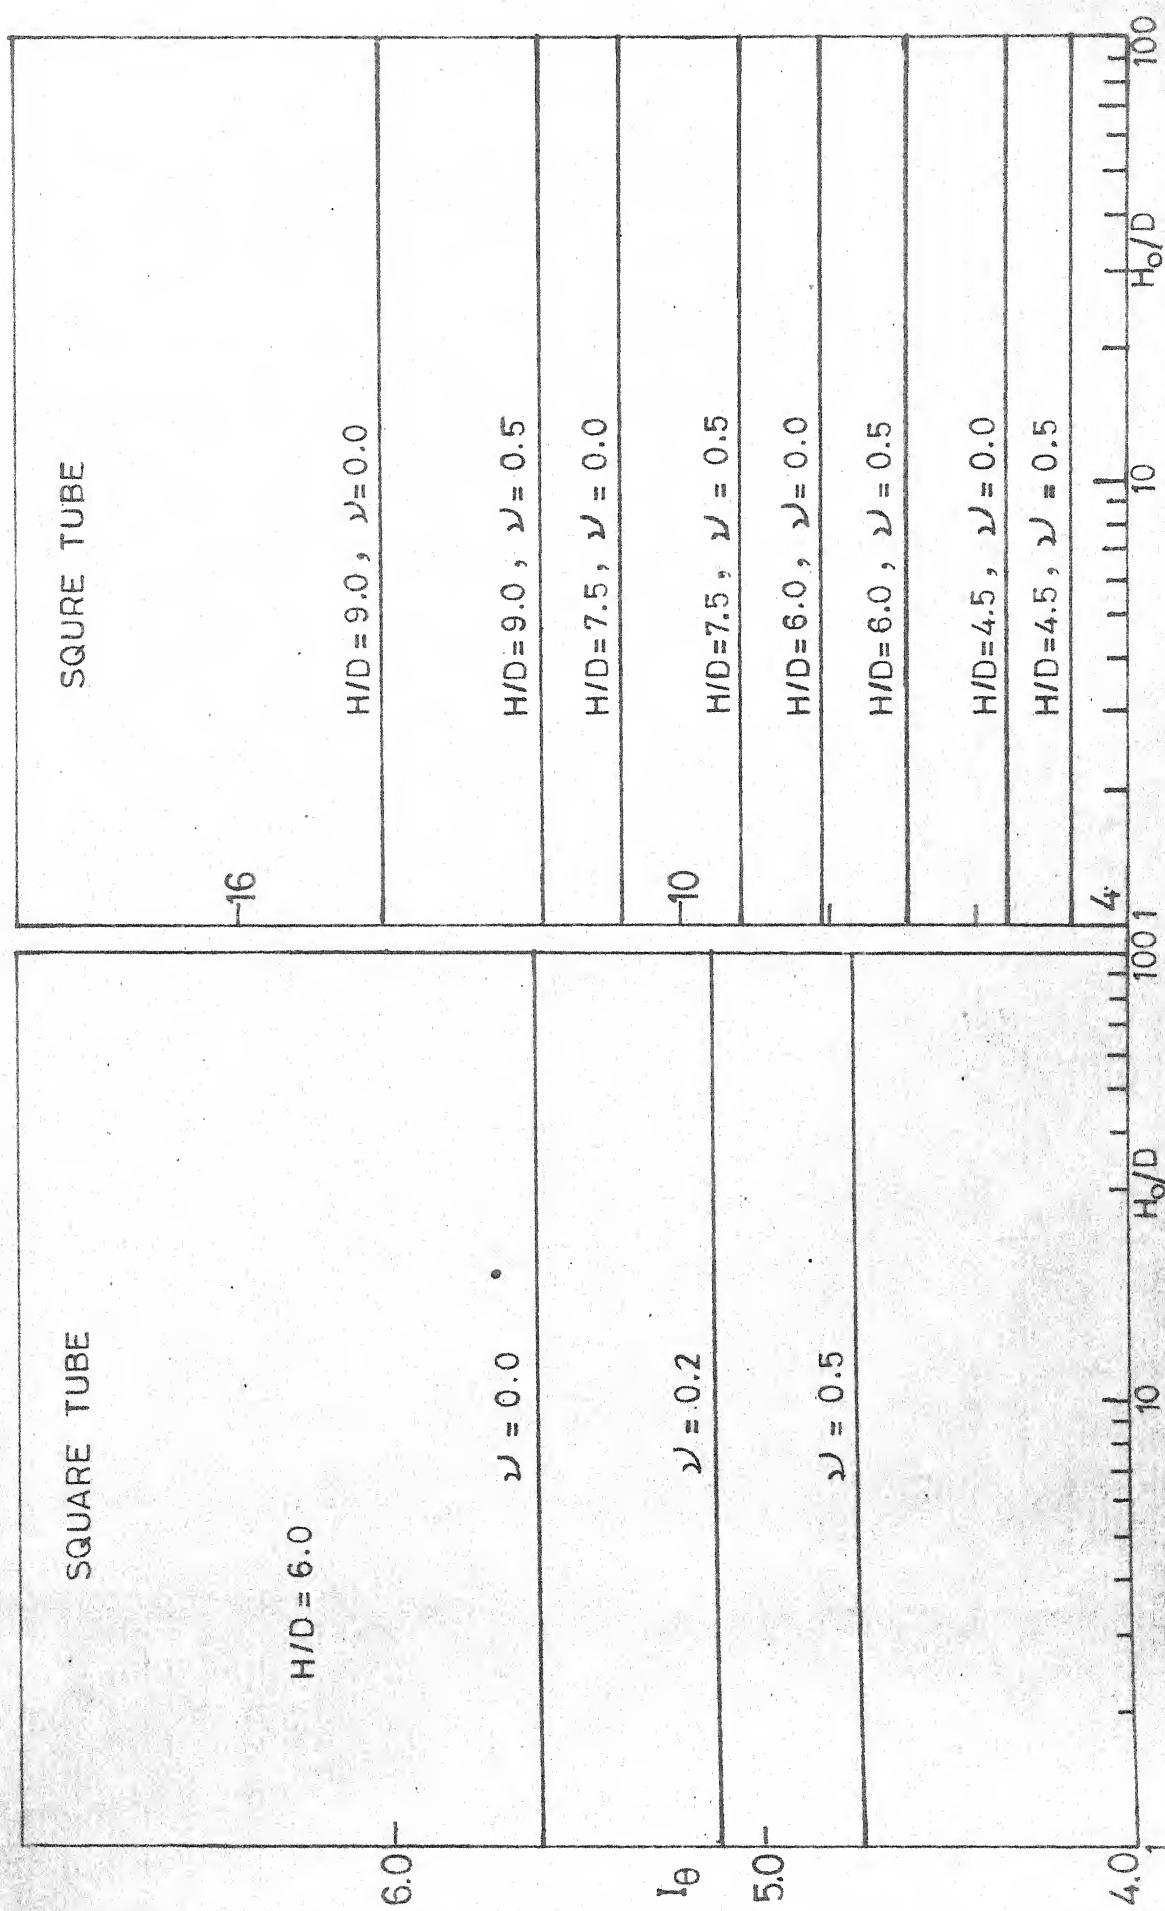 SQUARE TUBE
H/D = 6.0
ν = 0.0
ν = 0.2
ν = 0.5
6.0
I_θ
5.0
4.0
1
10
H₀/D
100
SQURE TUBE
16
10
4
H/D = 9.0, ν = 0.0
H/D = 9.0, ν = 0.5
H/D = 7.5, ν = 0.0
H/D = 7.5, ν = 0.5
H/D = 6.0, ν = 0.0
H/D = 6.0, ν = 0.5
H/D = 4.5, ν = 0.0
H/D = 4.5, ν = 0.5
1
10
H₀/D
100